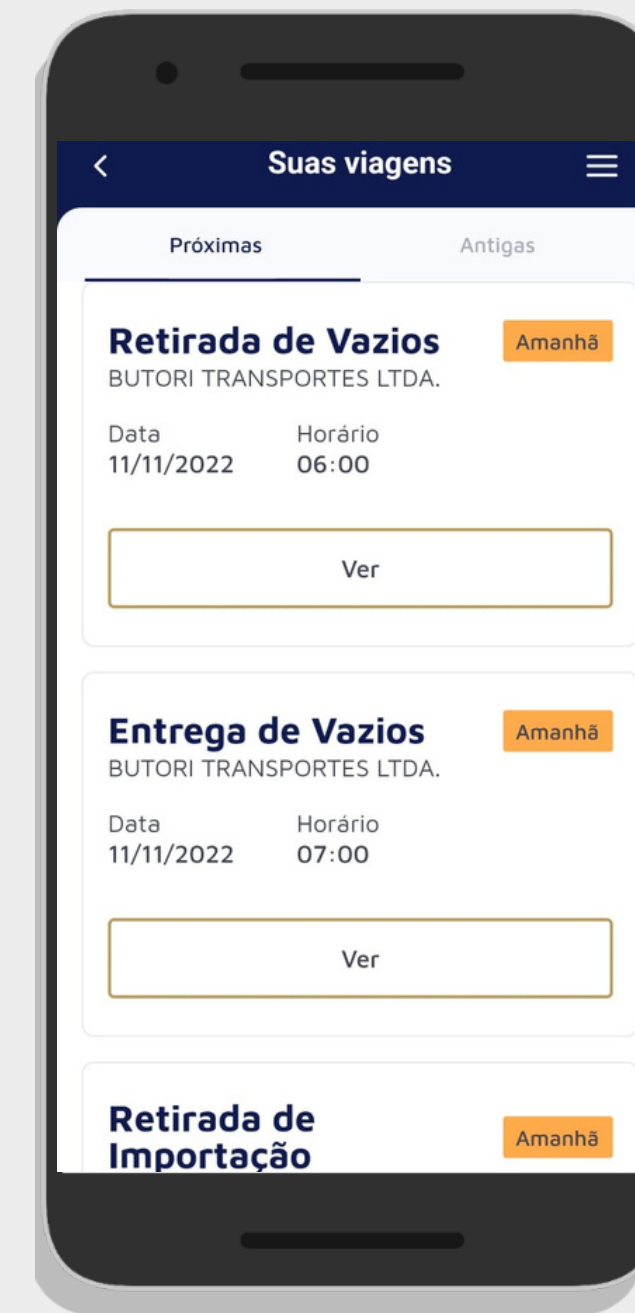 Suas viagens
Próximas Antigas
Retirada de Vazios Amanhã
BUTORI TRANSPORTES LTDA.
Data Horário
11/11/2022 06:00
Ver
Entrega de Vazios Amanhã
BUTORI TRANSPORTES LTDA.
Data Horário
11/11/2022 07:00
Ver
Retirada de
Importação Amanhã